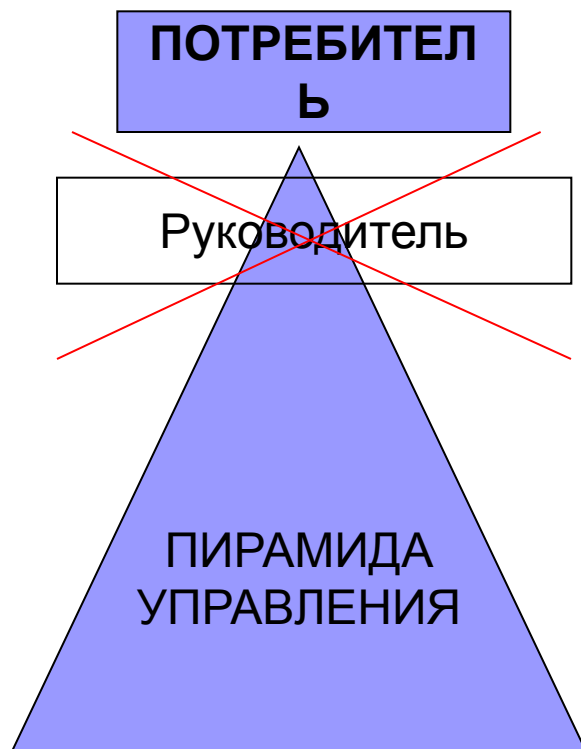 ПОТРЕБИТЕЛ
Ь
Руководитель
ПИРАМИДА
УПРАВЛЕНИЯ